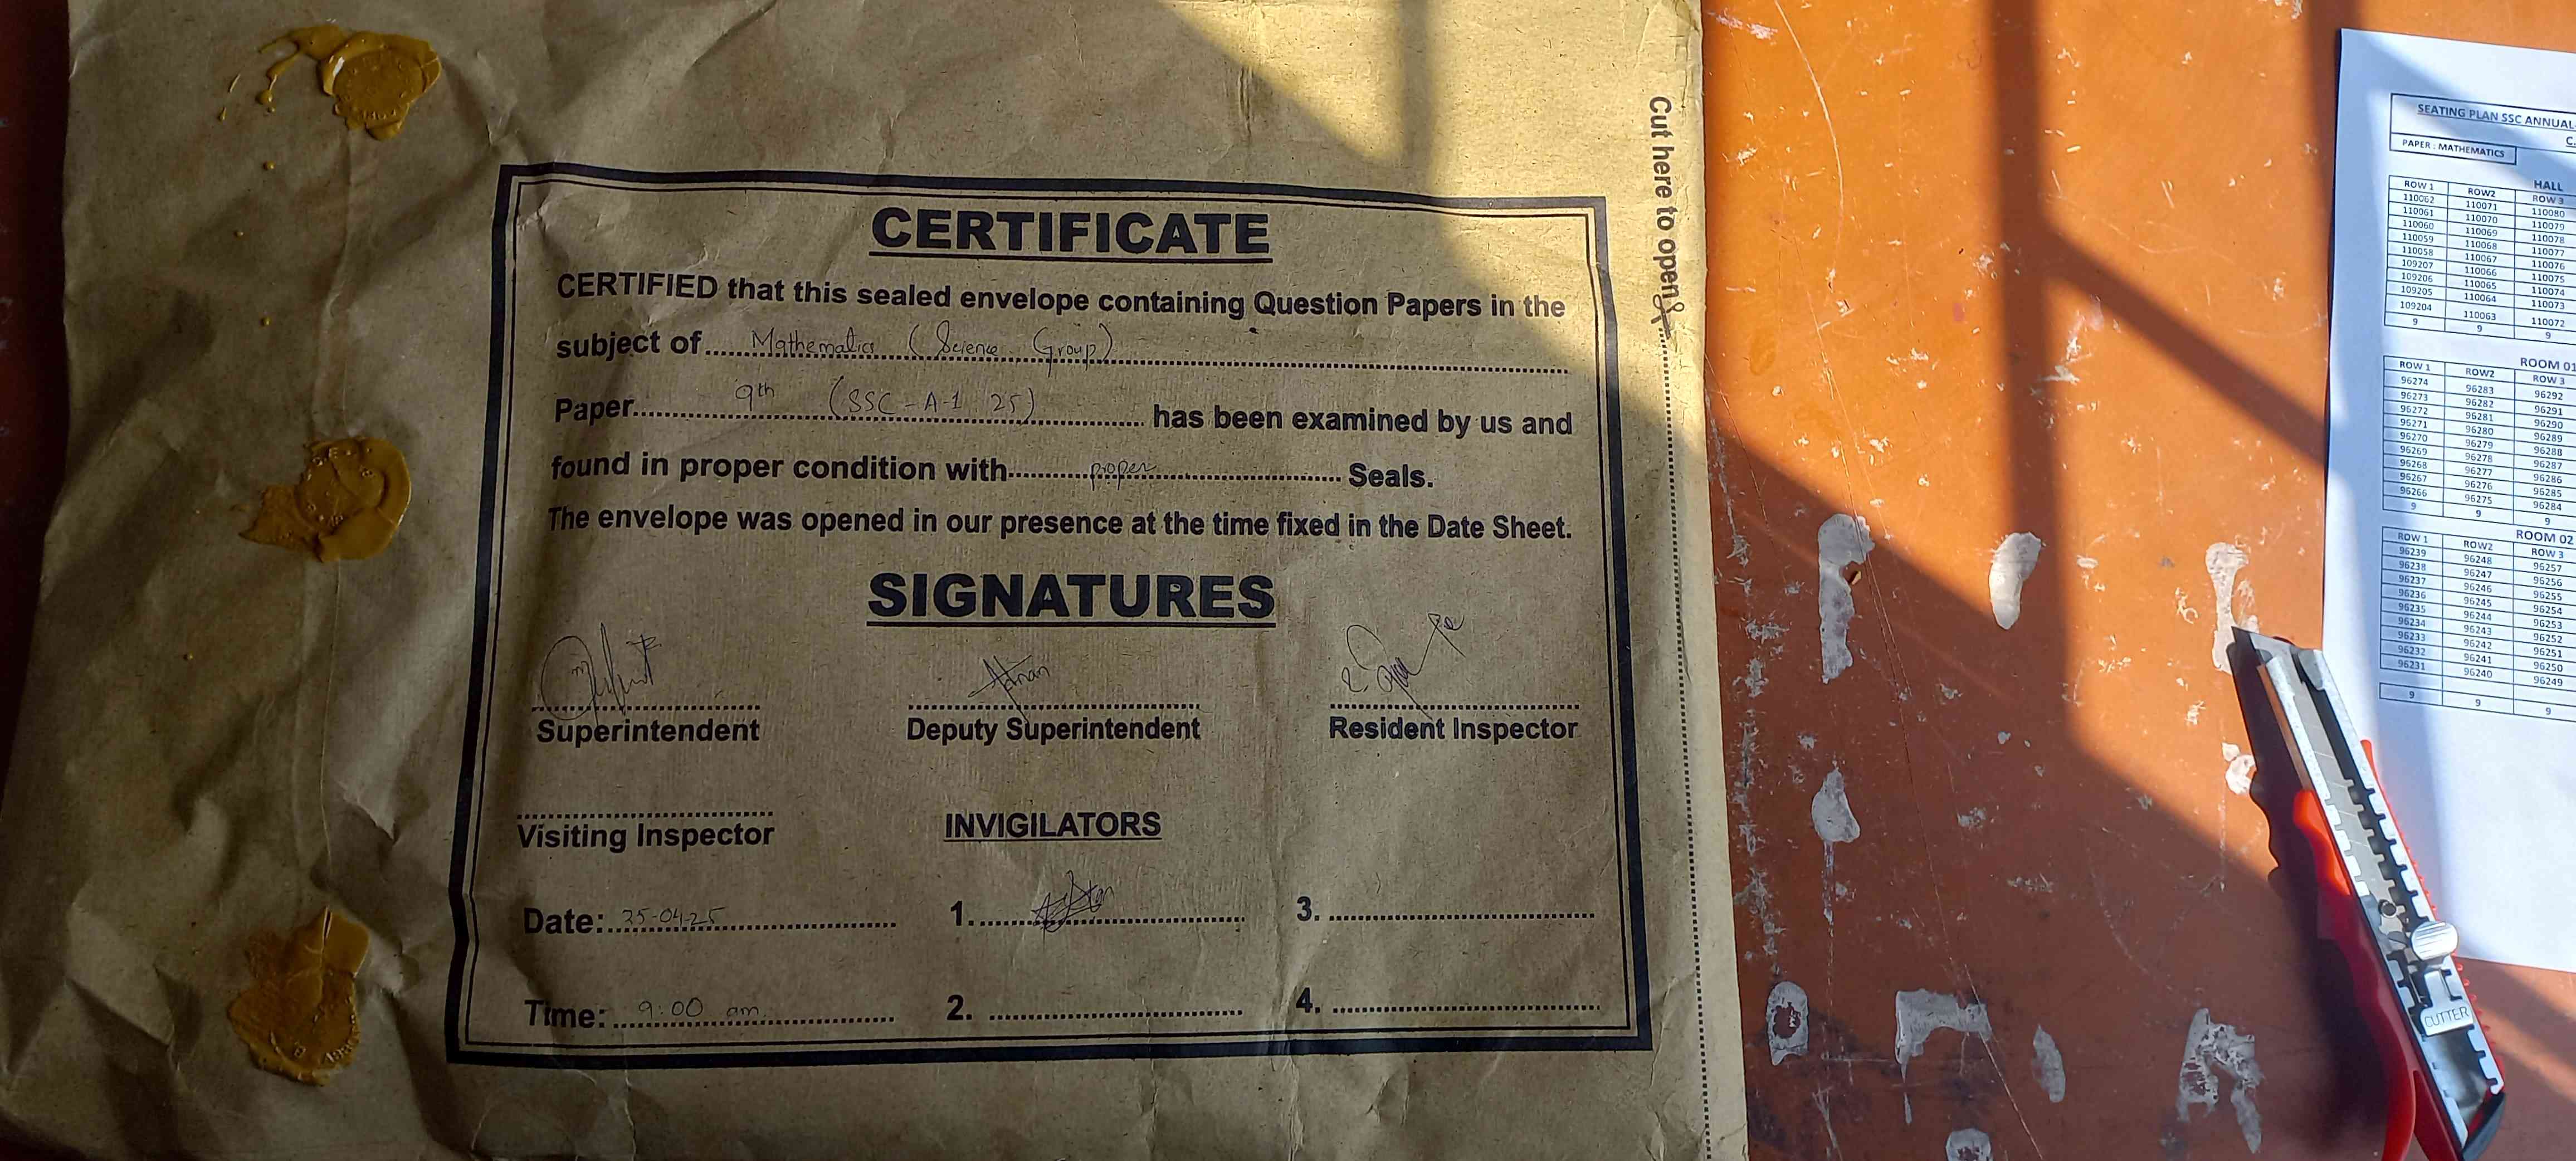 CERTIFICATE
CERTIFIED that this sealed envelope containing Question Papers in the
subject of Mathematics (Science Group)
Paper 9th (SSC-A-1 25) has been examined by us and
found in proper condition with proper Seals.
The envelope was opened in our presence at the time fixed in the Date Sheet.
SIGNATURES
Adnan
Superintendent Deputy Superintendent Resident Inspector
Visiting Inspector INVIGILATORS
Date: 25-04-25 1. 3.
Time: 9:00 am 2. 4.
Cut here to open
SEATING PLAN SSC ANNUAL
PAPER : MATHEMATICS
HALL
ROW 1 ROW2 ROW 3
110062 110071 110080
110061 110070 110079
110060 110069 110078
110059 110068 110077
110058 110067 110076
109207 110066 110075
109206 110065 110074
109205 110064 110073
109204 110063 110072
9 9 9
ROOM 01
ROW 1 ROW2 ROW 3
96274 96283 96292
96273 96282 96291
96272 96281 96290
96271 96280 96289
96270 96279 96288
96269 96278 96287
96268 96277 96286
96267 96276 96285
96266 96275 96284
9 9 9
ROOM 02
ROW 1 ROW2 ROW 3
96239 96248 96257
96238 96247 96256
96237 96246 96255
96236 96245 96254
96235 96244 96253
96234 96243 96252
96233 96242 96251
96232 96241 96250
96231 96240 96249
9 9 9
CUTTER